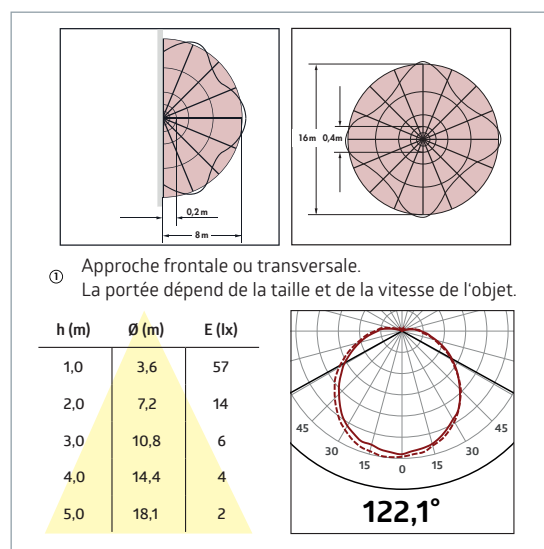 0,2 m
8 m
16 m
0,4m
① Approche frontale ou transversale.
La portée dépend de la taille et de la vitesse de l'objet.
h (m) Ø (m) E (lx)
1,0 3,6 57
2,0 7,2 14
3,0 10,8 6
4,0 14,4 4
5,0 18,1 2
45 30 15 0 15 30 45
122,1°